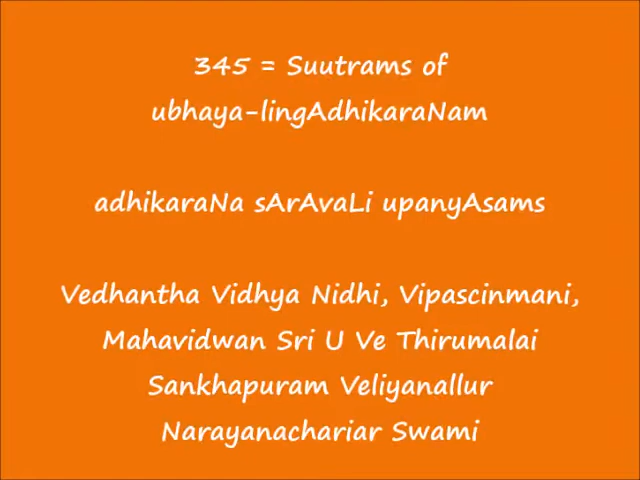 345 = Suutrams of
ubhaya-lingAdhikaraNam
adhikaraNa sArAvaLi upanyAsams
Vedhantha Vidhya Nidhi, Vipascinmani,
Mahavidwan Sri U Ve Thirumalai
Sankhapuram Veliyanallur
Narayanachariar Swami